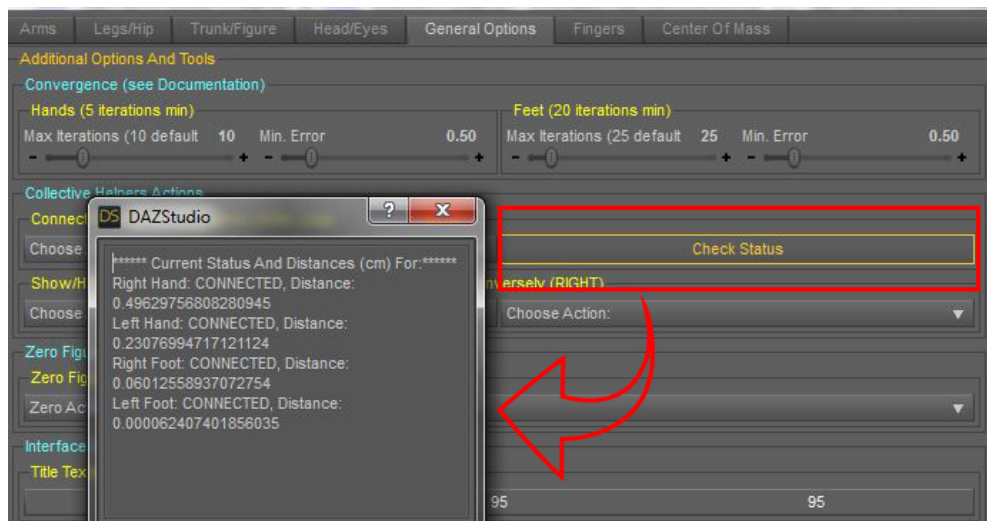 Arms Legs/Hip Trunk/Figure Head/Eyes General Options Fingers Center Of Mass
Additional Options And Tools
Convergence (see Documentation)
Hands (5 iterations min) Feet (20 iterations min)
Max Iterations (10 default 10 Min. Error 0.50 Max Iterations (25 default 25 Min. Error 0.50
- + - + - + - +
Collective Helpers Actions
Connec
Choose Check Status
Show/H versely (RIGHT)
Choose Choose Action:
Zero Figu
Zero Fig
Zero Ac
Interface
Title Tex
95 95
DS DAZStudio ? X
****** Current Status And Distances (cm) For:******
Right Hand: CONNECTED, Distance:
0.49629756808280945
Left Hand: CONNECTED, Distance:
0.23076994717121124
Right Foot: CONNECTED, Distance:
0.06012558937072754
Left Foot: CONNECTED, Distance:
0.000062407401856035